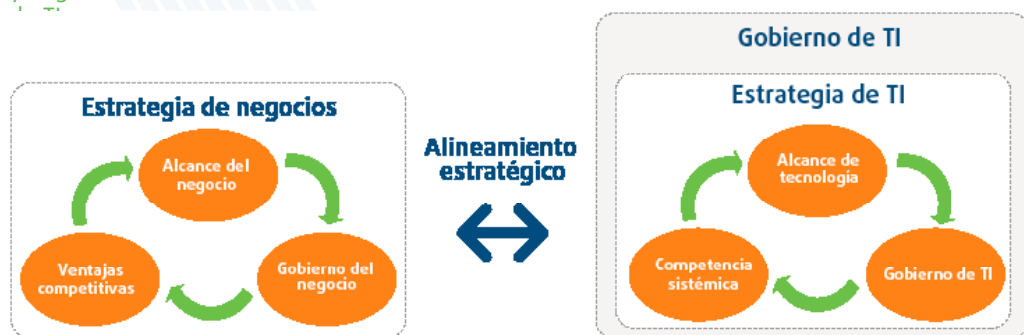 Estrategia de negocios
Alcance del
negocio
Ventajas
competitivas
Gobierno del
negocio
Alineamiento
estratégico
Gobierno de TI
Estrategia de TI
Alcance de
tecnología
Competencia
sistémica
Gobierno de TI